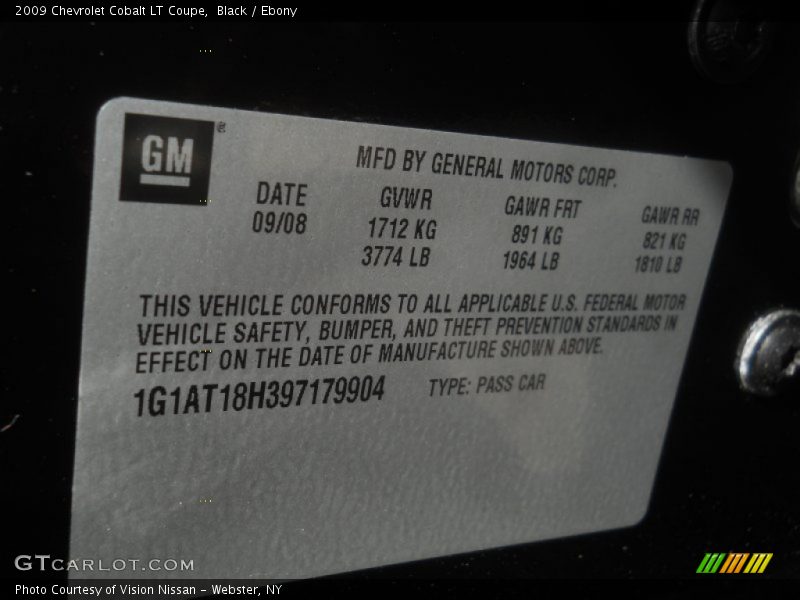 2009 Chevrolet Cobalt LT Coupe, Black / Ebony
GM
MFD BY GENERAL MOTORS CORP.
DATE GVWR GAWR FRT GAWR RR
09/08 1712 KG 891 KG 821 KG
3774 LB 1964 LB 1810 LB
THIS VEHICLE CONFORMS TO ALL APPLICABLE U.S. FEDERAL MOTOR
VEHICLE SAFETY, BUMPER, AND THEFT PREVENTION STANDARDS IN
EFFECT ON THE DATE OF MANUFACTURE SHOWN ABOVE.
1G1AT18H397179904 TYPE: PASS CAR
GTCARLOT.COM
Photo Courtesy of Vision Nissan - Webster, NY